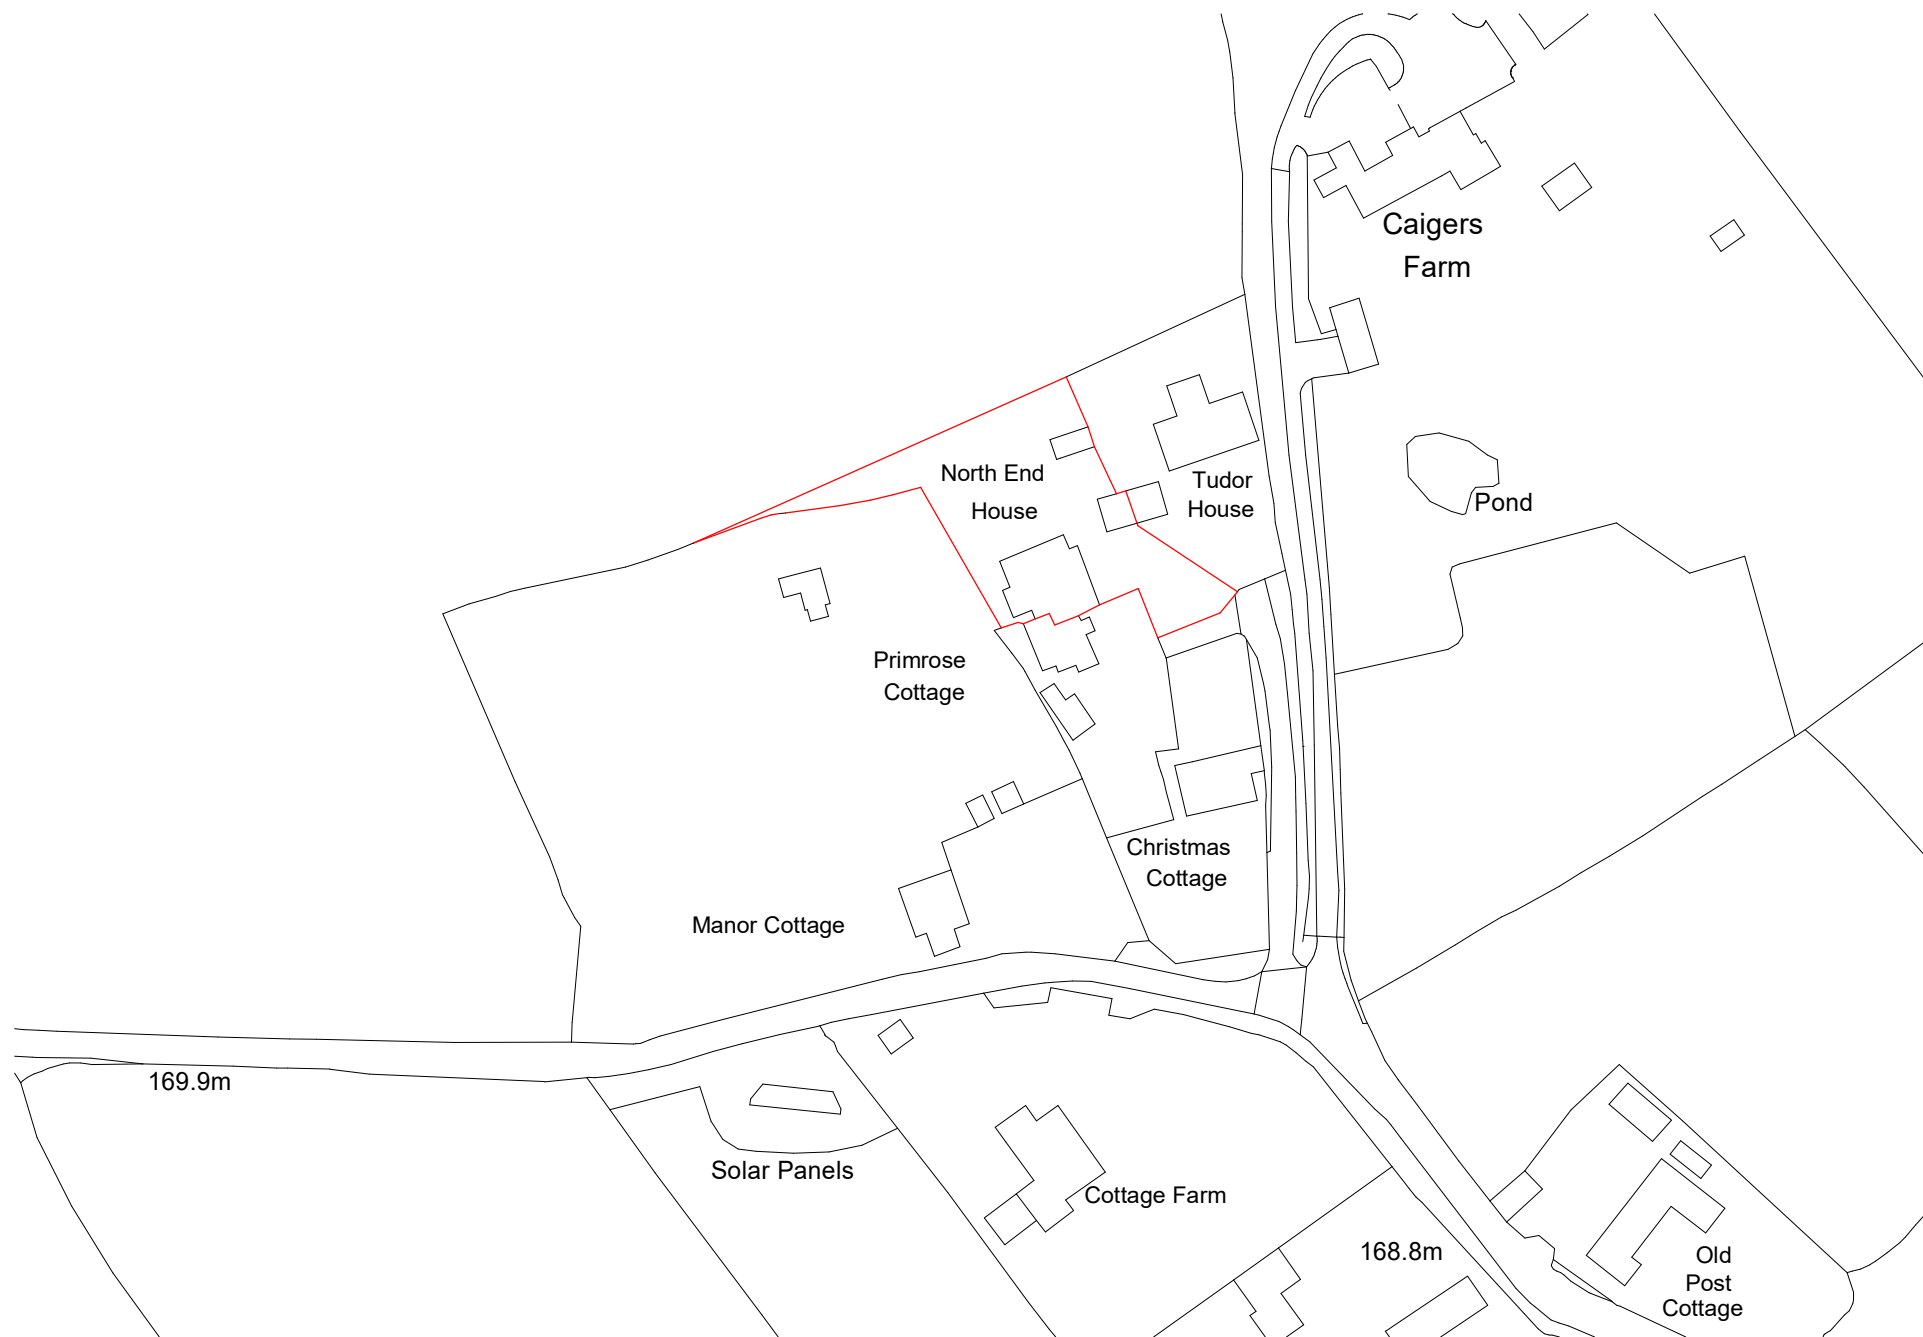 Caigers
Farm
North End
House
Tudor
House
Pond
Primrose
Cottage
Christmas
Cottage
Manor Cottage
169.9m
Solar Panels
Cottage Farm
168.8m
Old
Post
Cottage